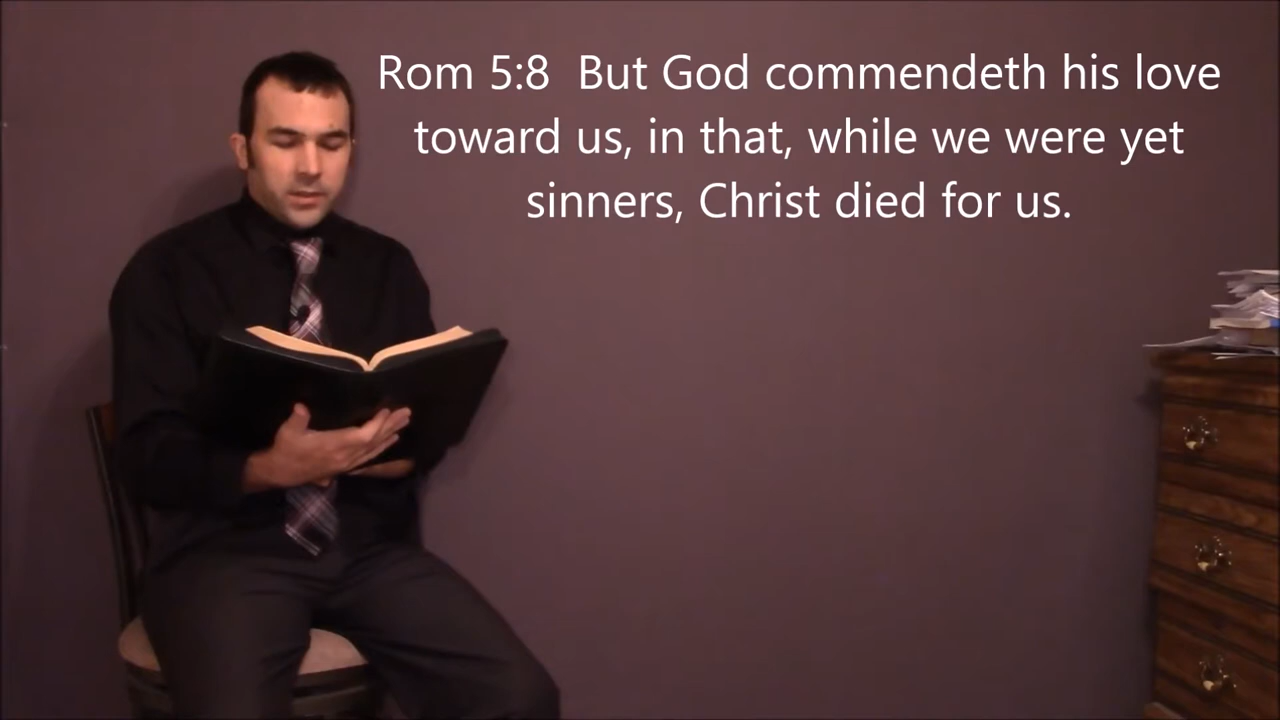 Rom 5:8  But God commendeth his love
toward us, in that, while we were yet
sinners, Christ died for us.